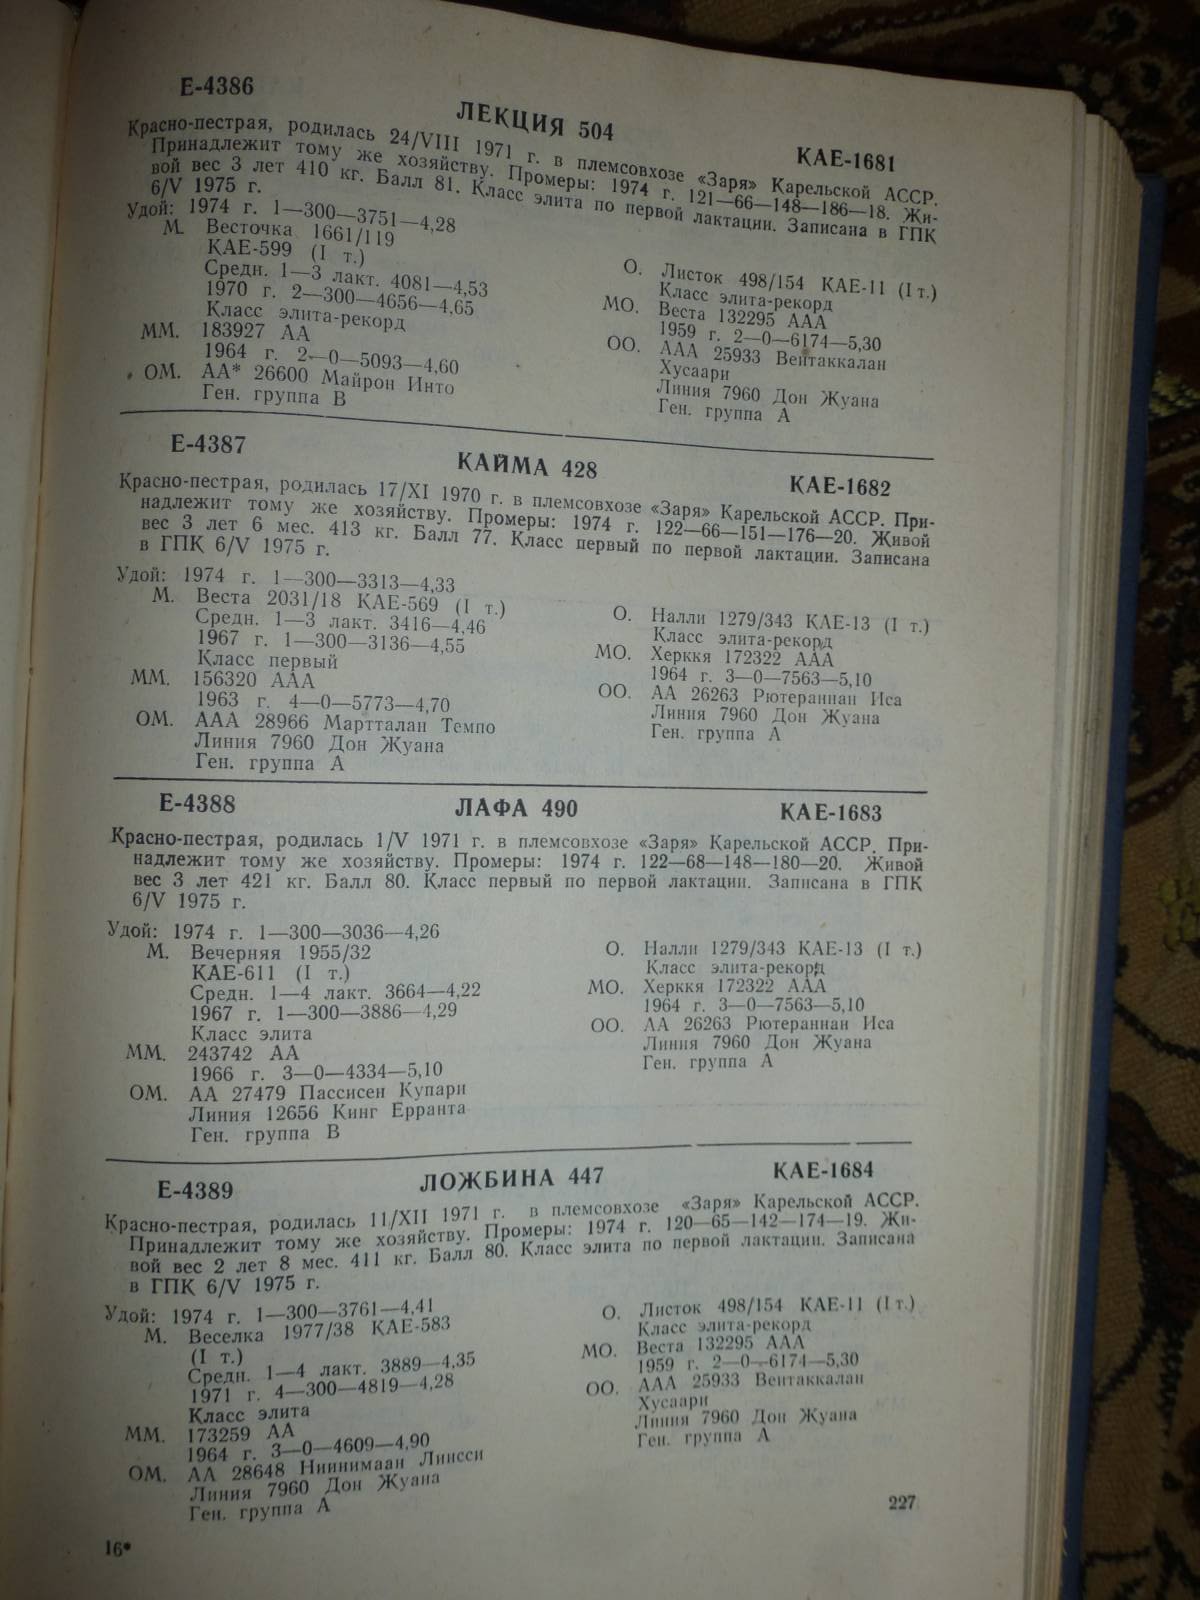 Е-4386
ЛЕКЦИЯ 504
КАЕ-1681
Красно-пестрая, родилась 24/VIII 1971 г. в племсовхозе «Заря» Карельской АССР.
Принадлежит тому же хозяйству. Промеры: 1974 г. 121—66—148—186—18. Жи-
вой вес 3 лет 410 кг. Балл 81. Класс элита по первой лактации. Записана в ГПК
6/V 1975 г.
Удой: 1974 г. 1—300—3751—4,28
М. Весточка 1661/119
КАЕ-599 (I т.)
Средн. 1—3 лакт. 4081—4,53
1970 г. 2—300—4656—4,65
Класс элита-рекорд
ММ. 183927 АА
1964 г. 2—0—5093—4,60
ОМ. АА* 26600 Майрон Инто
Ген. группа В
О. Листок 498/154 КАЕ-11 (I т.)
Класс элита-рекорд
МО. Веста 132295 ААА
1959 г. 2—0—6174—5,30
ОО. ААА 25933 Вентаккалан
Хусаари
Линия 7960 Дон Жуана
Ген. группа А
Е-4387
КАЙМА 428
КАЕ-1682
Красно-пестрая, родилась 17/XI 1970 г. в племсовхозе «Заря» Карельской АССР. При-
надлежит тому же хозяйству. Промеры: 1974 г. 122—66—151—176—20. Живой
вес 3 лет 6 мес. 413 кг. Балл 77. Класс первый по первой лактации. Записана
в ГПК 6/V 1975 г.
Удой: 1974 г. 1—300—3313—4,33
М. Веста 2031/18 КАЕ-569 (I т.)
Средн. 1—3 лакт. 3416—4,46
1967 г. 1—300—3136—4,55
Класс первый
ММ. 156320 ААА
1963 г. 4—0—5773—4,70
ОМ. ААА 28966 Мартталан Темпо
Линия 7960 Дон Жуана
Ген. группа А
О. Налли 1279/343 КАЕ-13 (I т.)
Класс элита-рекорд
МО. Херккя 172322 ААА
1964 г. 3—0—7563—5,10
ОО. АА 26263 Рютераннан Иса
Линия 7960 Дон Жуана
Ген. группа А
Е-4388
ЛАФА 490
КАЕ-1683
Красно-пестрая, родилась 1/V 1971 г. в племсовхозе «Заря» Карельской АССР. При-
надлежит тому же хозяйству. Промеры: 1974 г. 122—68—148—180—20. Живой
вес 3 лет 421 кг. Балл 80. Класс первый по первой лактации. Записана в ГПК
6/V 1975 г.
Удой: 1974 г. 1—300—3036—4,26
М. Вечерняя 1955/32
КАЕ-611 (I т.)
Средн. 1—4 лакт. 3664—4,22
1967 г. 1—300—3886—4,29
Класс элита
ММ. 243742 АА
1966 г. 3—0—4334—5,10
ОМ. АА 27479 Пассисен Купари
Линия 12656 Кинг Ерранта
Ген. группа В
О. Налли 1279/343 КАЕ-13 (I т.)
Класс элита-рекорд
МО. Херккя 172322 ААА
1964 г. 3—0—7563—5,10
ОО. АА 26263 Рютераннан Иса
Линия 7960 Дон Жуана
Ген. группа А
Е-4389
ЛОЖБИНА 447
КАЕ-1684
Красно-пестрая, родилась 11/XII 1971 г. в племсовхозе «Заря» Карельской АССР.
Принадлежит тому же хозяйству. Промеры: 1974 г. 120—65—142—174—19. Жи-
вой вес 2 лет 8 мес. 411 кг. Балл 80. Класс элита по первой лактации. Записана
в ГПК 6/V 1975 г.
Удой: 1974 г. 1—300—3761—4,41
М. Веселка 1977/38 КАЕ-583
(I т.)
Средн. 1—4 лакт. 3889—4,35
1971 г. 4—300—4819—4,28
Класс элита
ММ. 173259 АА
1964 г. 3—0—4609—4,90
ОМ. АА 28648 Ниинимаан Линсси
Линия 7960 Дон Жуана
Ген. группа А
О. Листок 498/154 КАЕ-11 (I т.)
Класс элита-рекорд
МО. Веста 132295 ААА
1959 г. 2—0—6174—5,30
ОО. ААА 25933 Вентаккалан
Хусаари
Линия 7960 Дон Жуана
Ген. группа А
227
16*